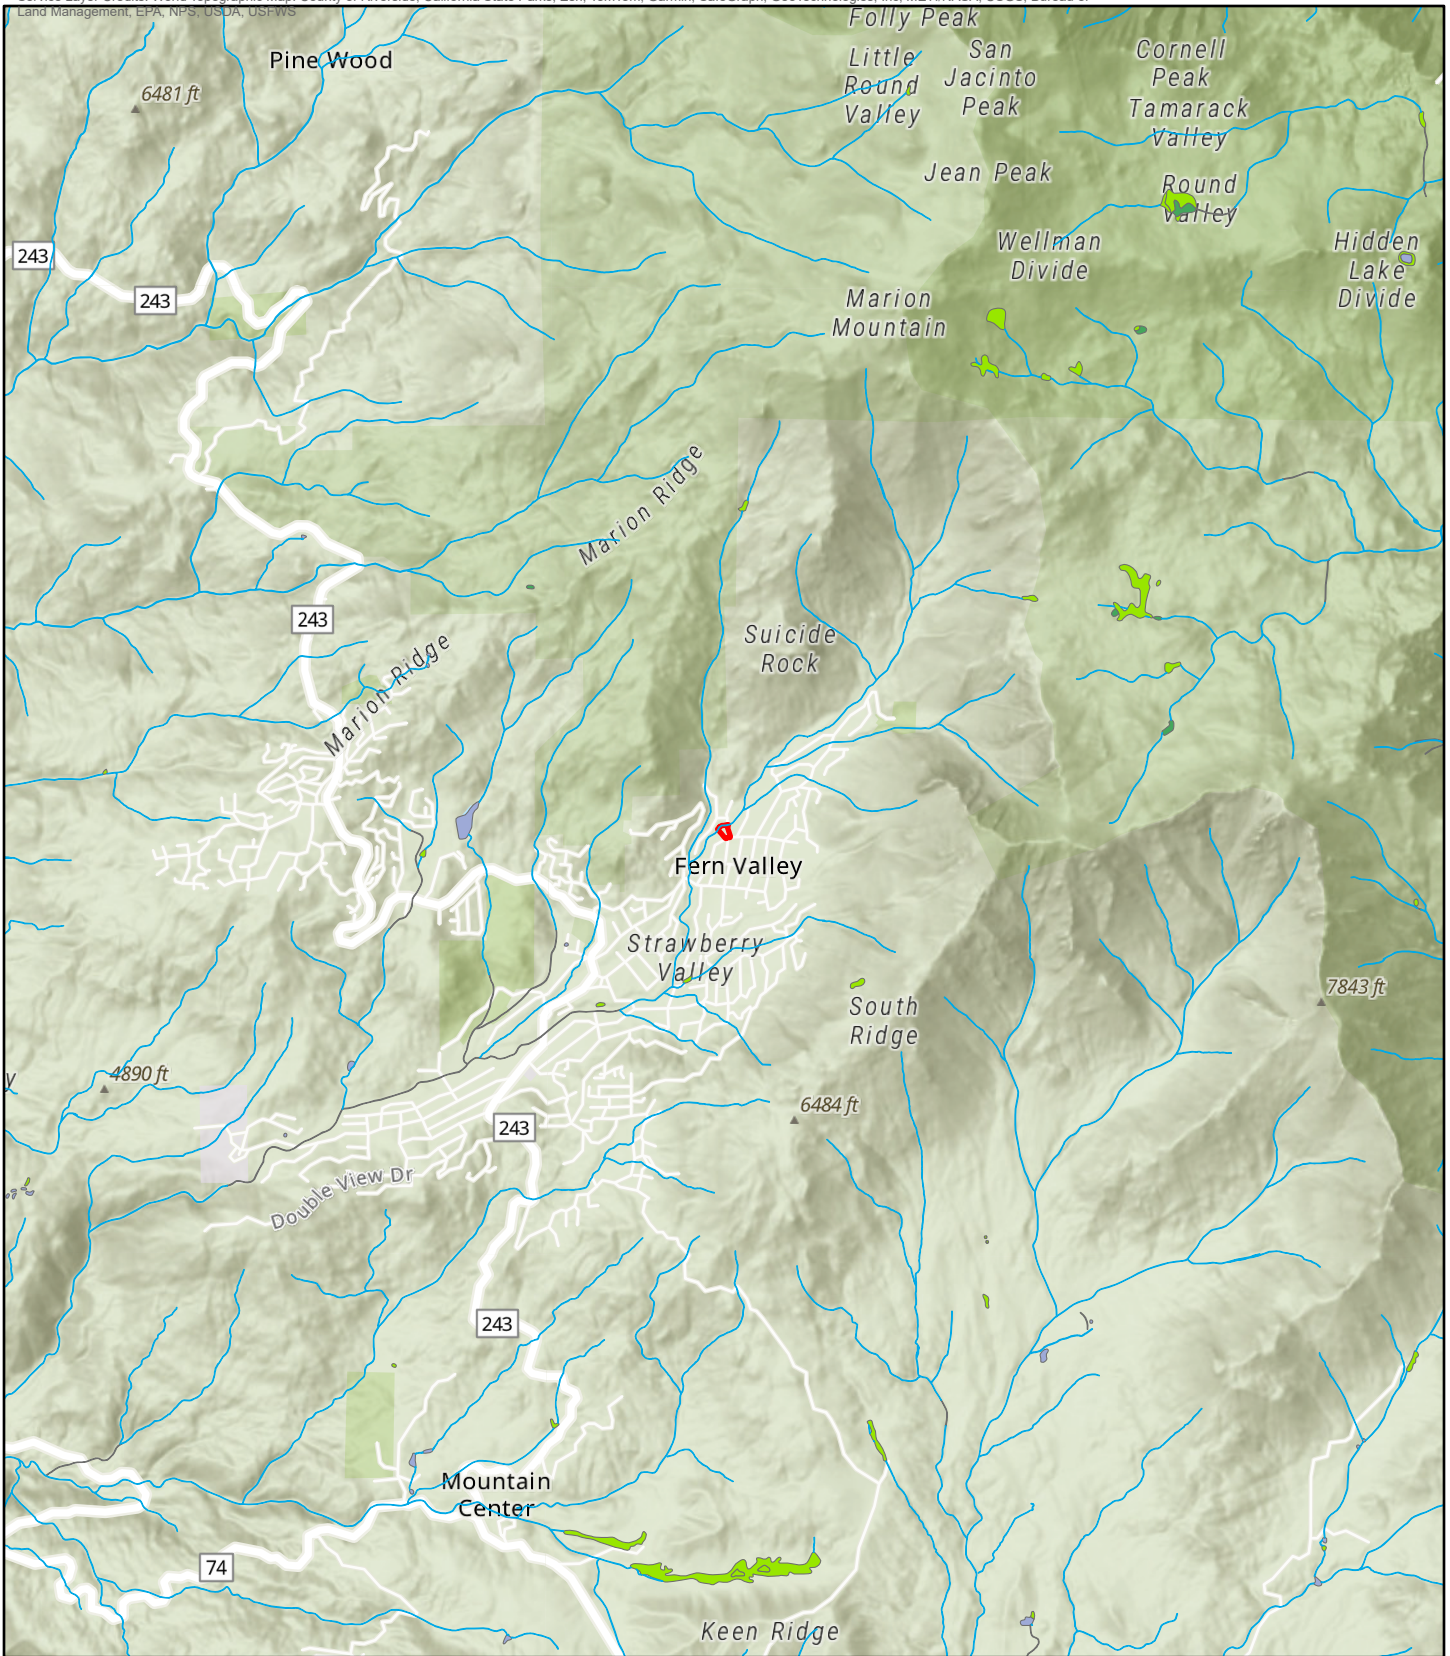 Land Management, EPA, NPS, USDA, USFWS
Folly Peak
Pine Wood
Little
Round
Valley
San
Jacinto
Peak
Cornell
Peak
Tamarack
Valley
6481 ft
Jean Peak
Round
Valley
243
243
Wellman
Divide
Hidden
Lake
Divide
Marion
Mountain
Marion Ridge
243
Suicide
Rock
Marion Ridge
Fern Valley
Strawberry
Valley
South
Ridge
7843 ft
y
4890 ft
6484 ft
243
Double View Dr
243
Mountain
Center
74
Keen Ridge